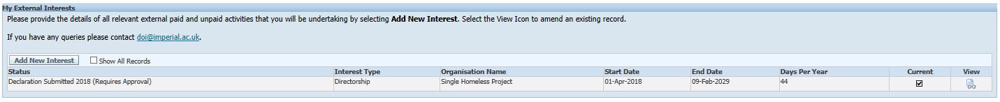 My External Interests
Please provide the details of all relevant external paid and unpaid activities that you will be undertaking by selecting Add New Interest. Select the View Icon to amend an existing record.
If you have any queries please contact doi@imperial.ac.uk.
Add New Interest Show All Records
Status Interest Type Organisation Name Start Date End Date Days Per Year Current View
Declaration Submitted 2018 (Requires Approval) Directorship Single Homeless Project 01-Apr-2018 09-Feb-2029 44